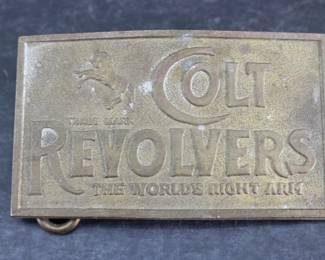 COLT
TRADE MARK
REVOLVERS
THE WORLD'S RIGHT ARM